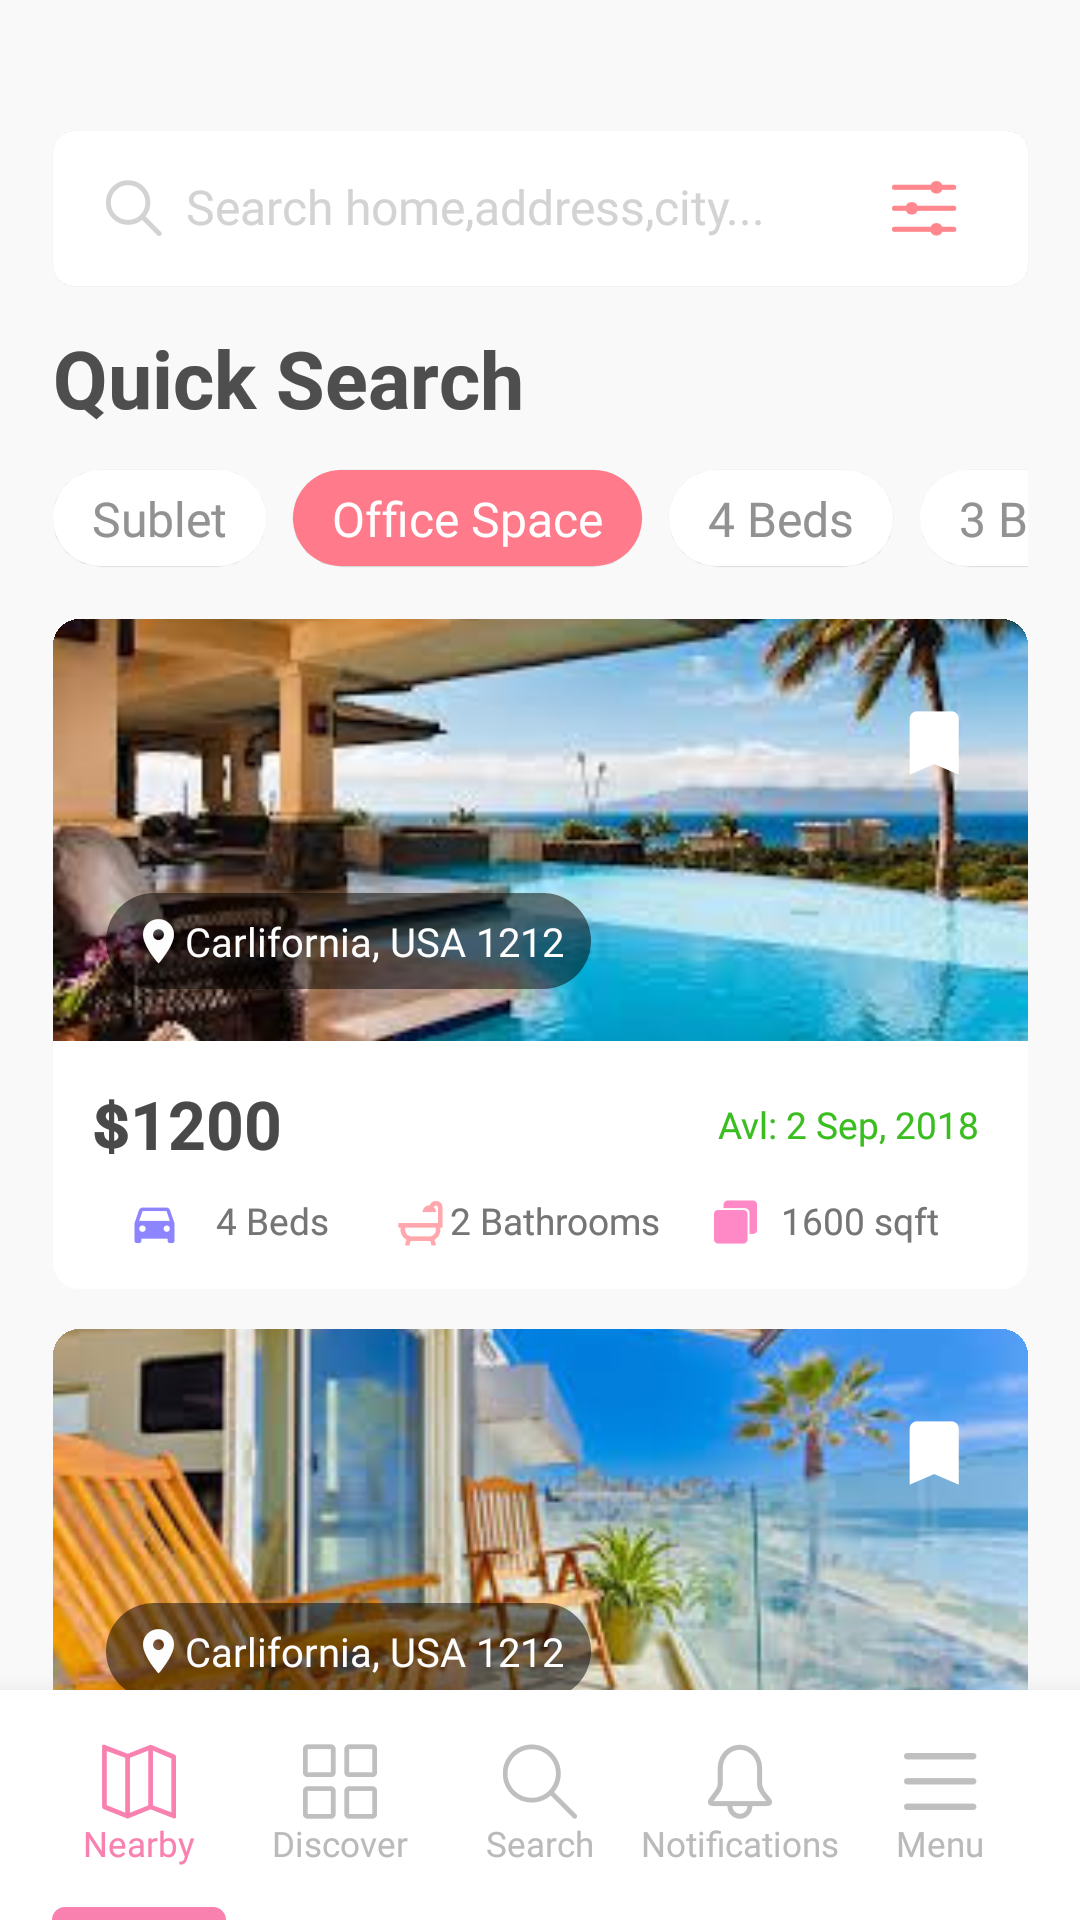 Search home,address,city...
Quick Search
Sublet
Office Space
4 Beds
3 B
Carlifornia, USA 1212
$1200
Avl: 2 Sep, 2018
4 Beds
2 Bathrooms
1600 sqft
Carlifornia, USA 1212
Nearby
Discover
Search
Notifications
Menu